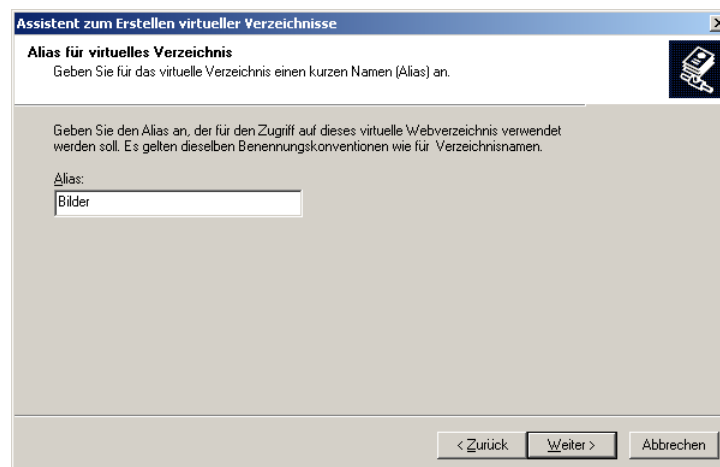 Assistent zum Erstellen virtueller Verzeichnisse
Alias für virtuelles Verzeichnis
Geben Sie für das virtuelle Verzeichnis einen kurzen Namen (Alias) an.
Geben Sie den Alias an, der für den Zugriff auf dieses virtuelle Webverzeichnis verwendet
werden soll. Es gelten dieselben Benennungskonventionen wie für Verzeichnisnamen.
Alias:
Bilder
< Zurück Weiter > Abbrechen